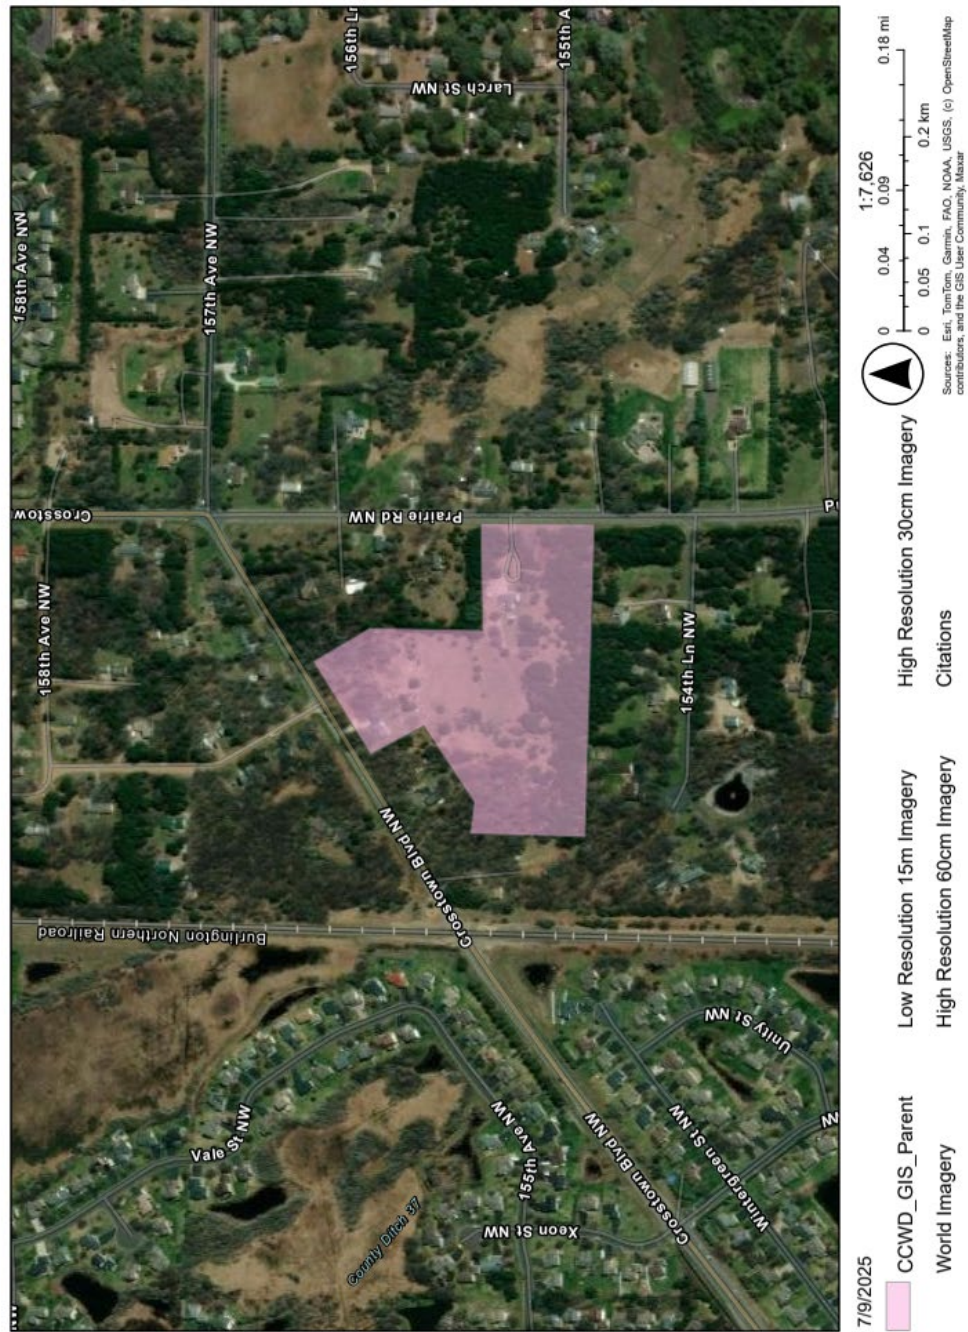 158th Ave NW
Crosstow
158th Ave NW
157th Ave NW
156th Ln
Larch St NW
155th A
Prairie Rd NW
154th Ln NW
Crosstown Blvd NW
Burlington Northern Railroad
Vale St NW
County Ditch 37
155th Ave NW
Xeon St NW
Crosstown Blvd NW
Wintergreen St NW
Unity St NW
Crosstown Blvd NW
NW
NW
7/9/2025
CCWD_GIS_Parent
World Imagery
Low Resolution 15m Imagery
High Resolution 60cm Imagery
High Resolution 30cm Imagery
Citations
1:7,626
0 0.04 0.09 0.18 mi
0 0.05 0.1 0.2 km
Sources: Esri, TomTom, Garmin, FAO, NOAA, USGS, (c) OpenStreetMap
contributors, and the GIS User Community, Maxar